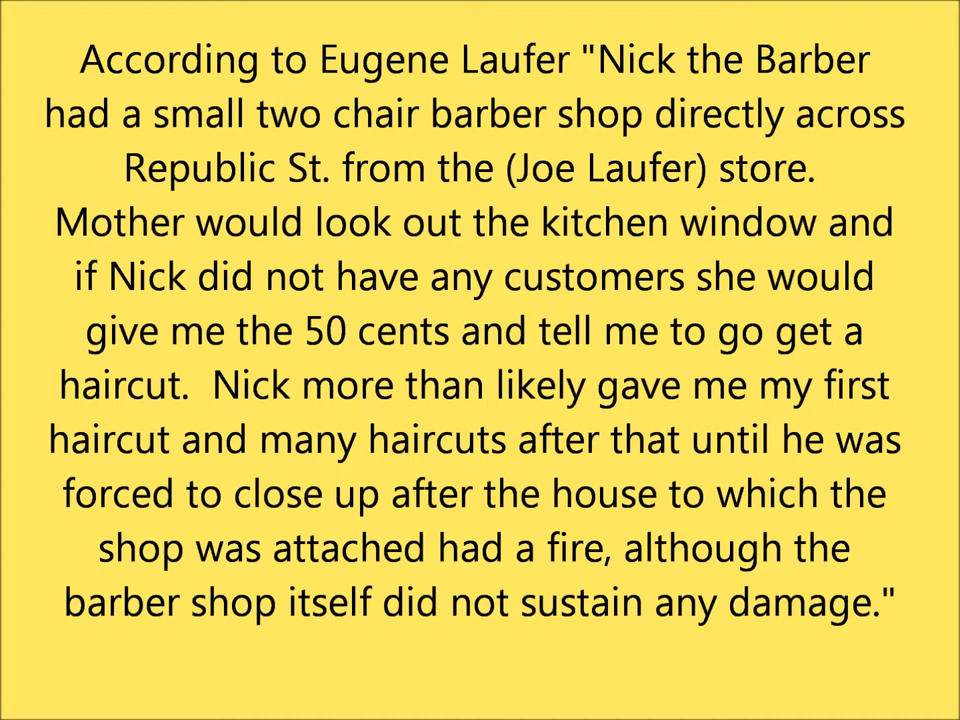 According to Eugene Laufer "Nick the Barber
had a small two chair barber shop directly across
Republic St. from the (Joe Laufer) store.
Mother would look out the kitchen window and
if Nick did not have any customers she would
give me the 50 cents and tell me to go get a
haircut.  Nick more than likely gave me my first
haircut and many haircuts after that until he was
forced to close up after the house to which the
shop was attached had a fire, although the
barber shop itself did not sustain any damage."